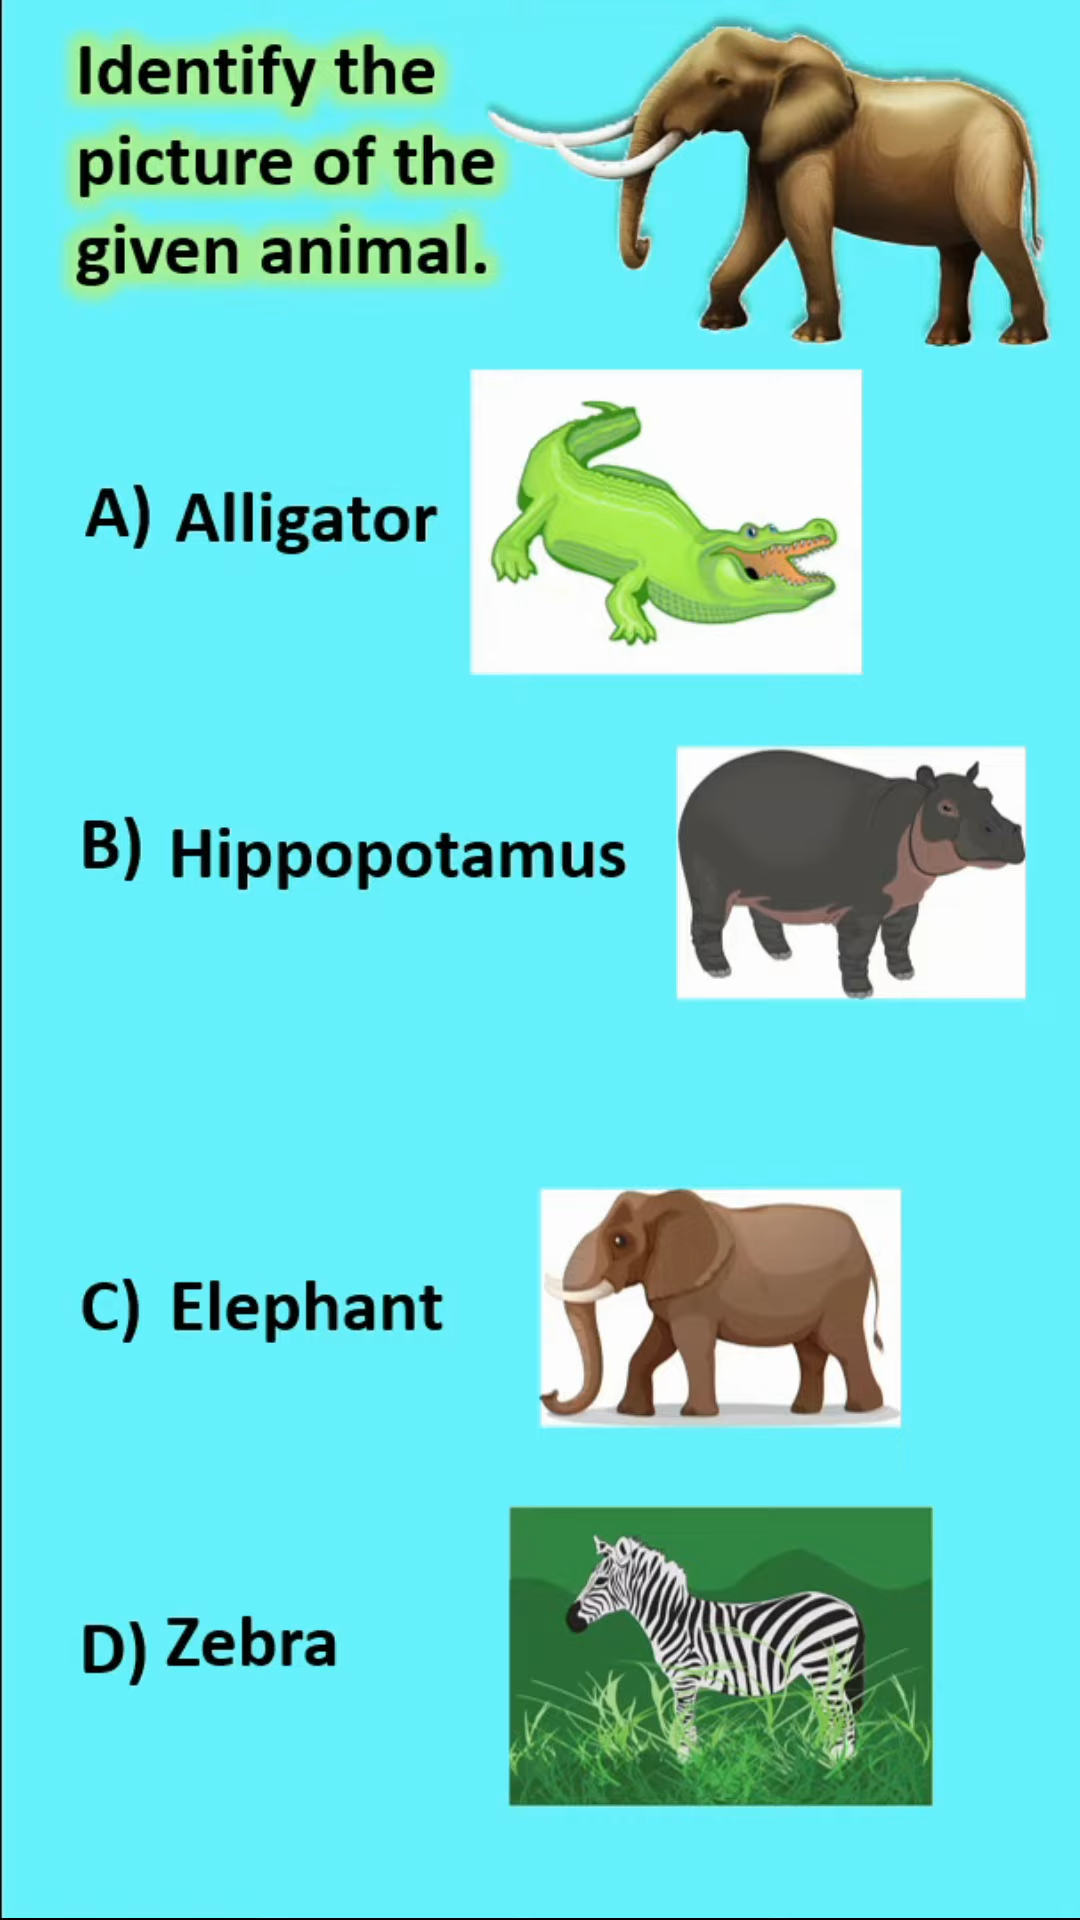 Identify the
picture of the
given animal.
A) Alligator
B) Hippopotamus
C) Elephant
D) Zebra